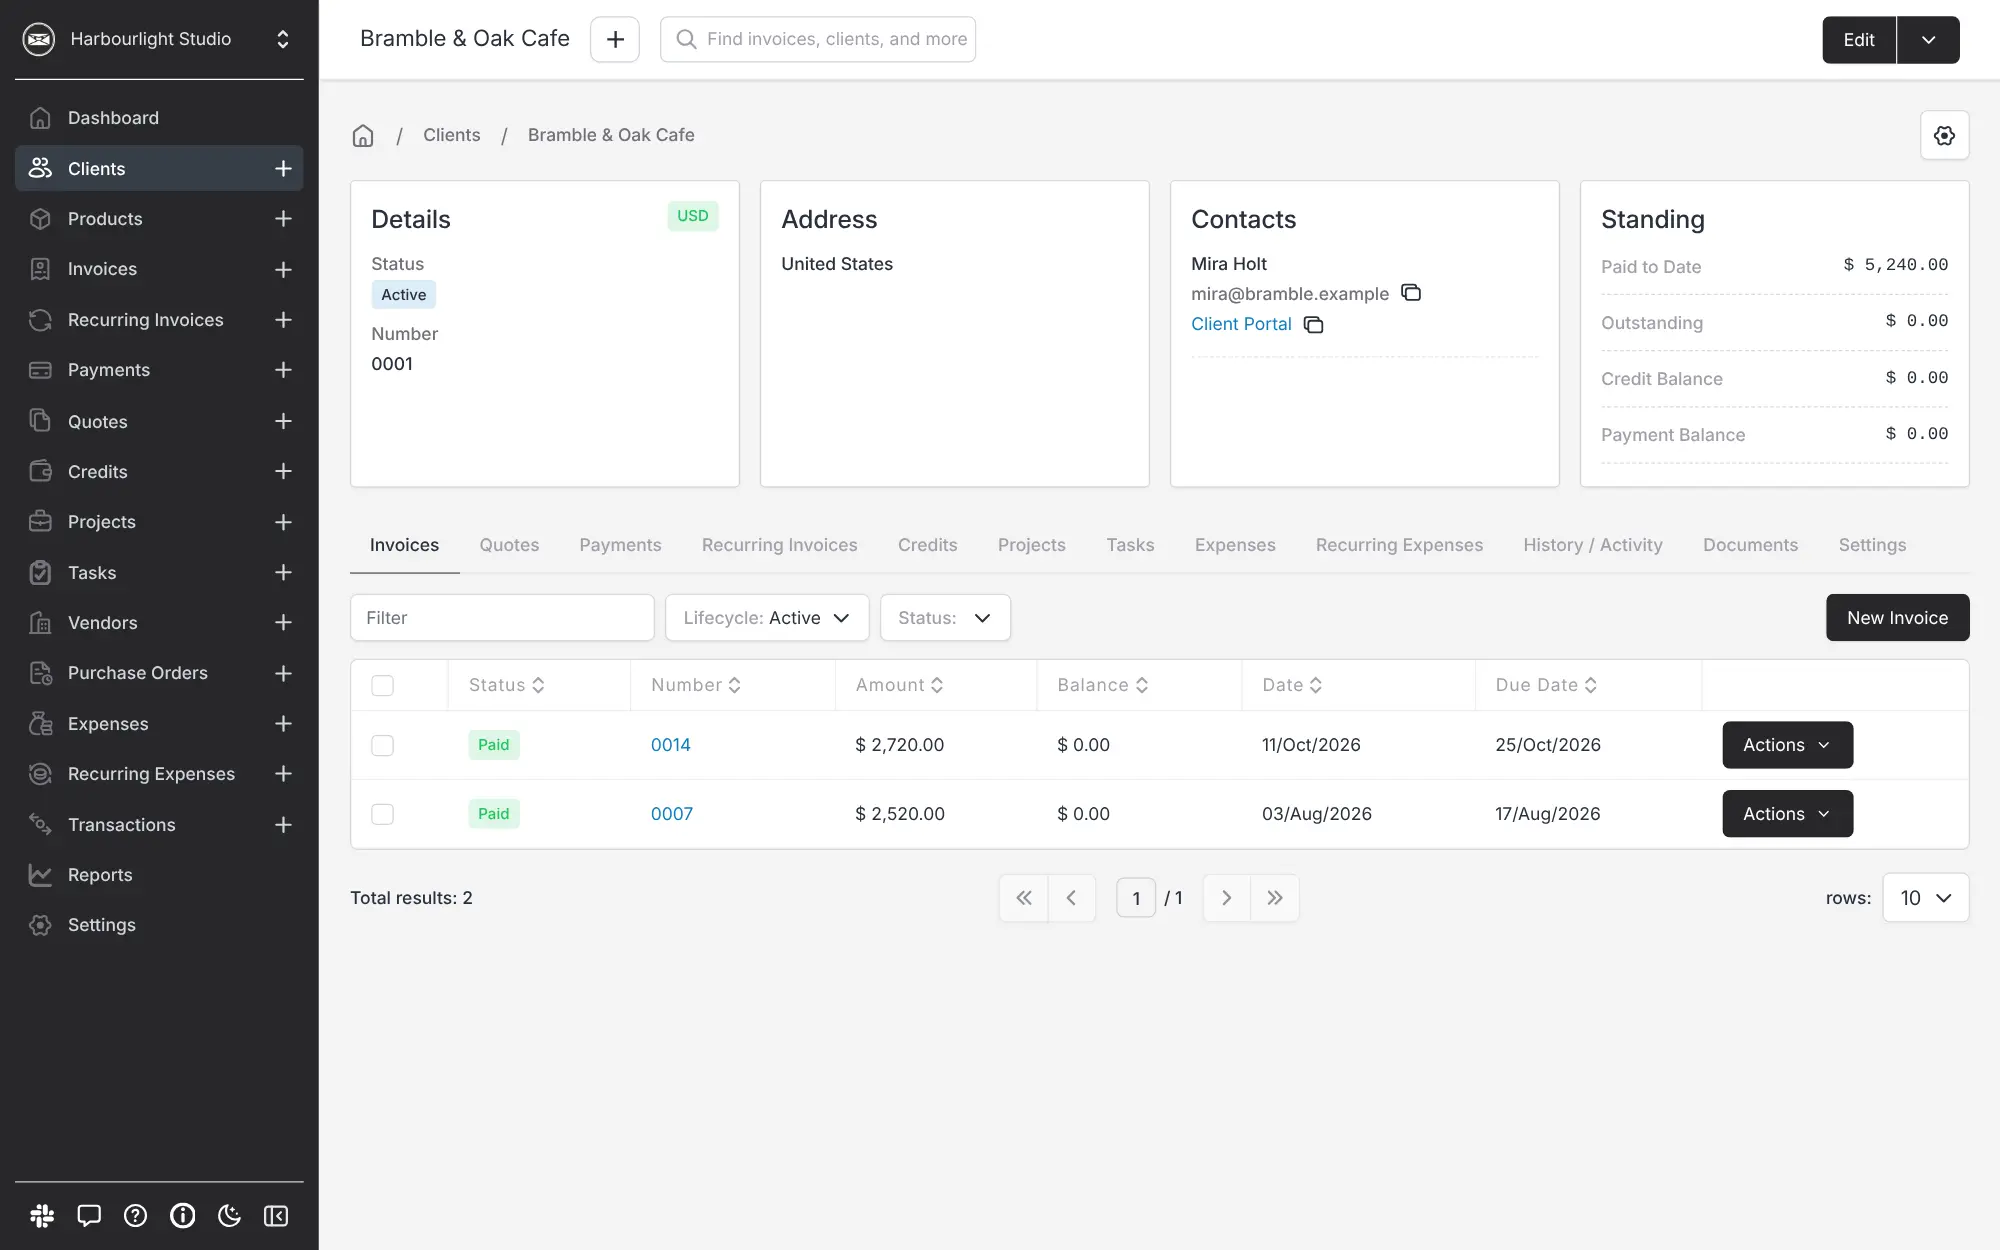 Harbourlight Studio
Dashboard
Clients
Products
Invoices
Recurring Invoices
Payments
Quotes
Credits
Projects
Tasks
Vendors
Purchase Orders
Expenses
Recurring Expenses
Transactions
Reports
Settings
Bramble & Oak Cafe
Find invoices, clients, and more
Edit
/ Clients / Bramble & Oak Cafe
Details USD
Status
Active
Number
0001
Address
United States
Contacts
Mira Holt
mira@bramble.example
Client Portal
Standing
Paid to Date $ 5,240.00
Outstanding $ 0.00
Credit Balance $ 0.00
Payment Balance $ 0.00
Invoices Quotes Payments Recurring Invoices Credits Projects Tasks Expenses Recurring Expenses History / Activity Documents Settings
Filter Lifecycle: Active Status: New Invoice
Status Number Amount Balance Date Due Date
Paid 0014 $ 2,720.00 $ 0.00 11/Oct/2026 25/Oct/2026 Actions
Paid 0007 $ 2,520.00 $ 0.00 03/Aug/2026 17/Aug/2026 Actions
Total results: 2 1 / 1 rows: 10